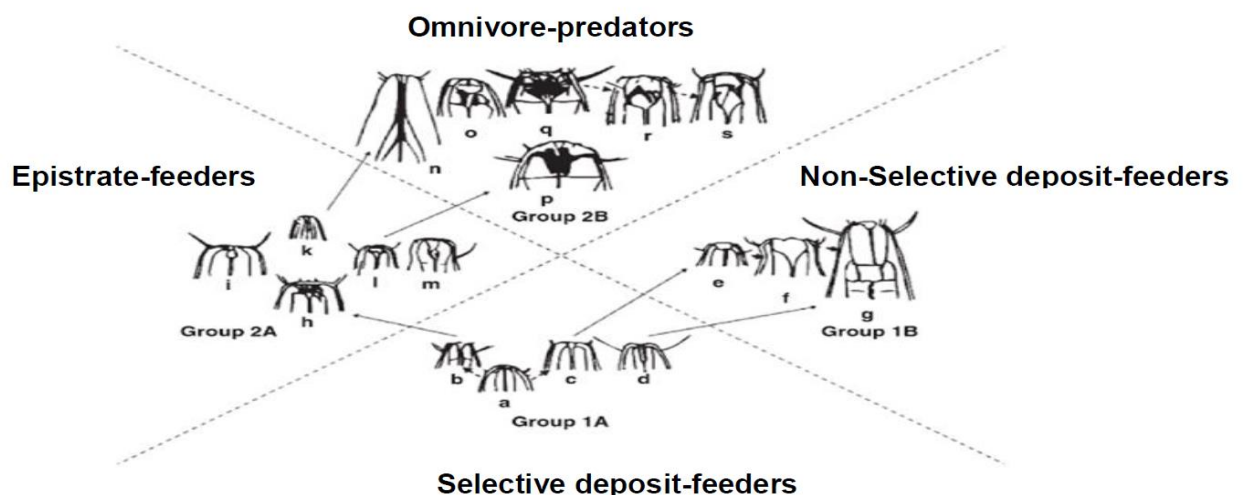 Omnivore-predators
n
o
q
r
s
p
Group 2B
Epistrate-feeders
Non-Selective deposit-feeders
i
k
l
m
h
Group 2A
e
f
g
Group 1B
b
a
c
d
Group 1A
Selective deposit-feeders